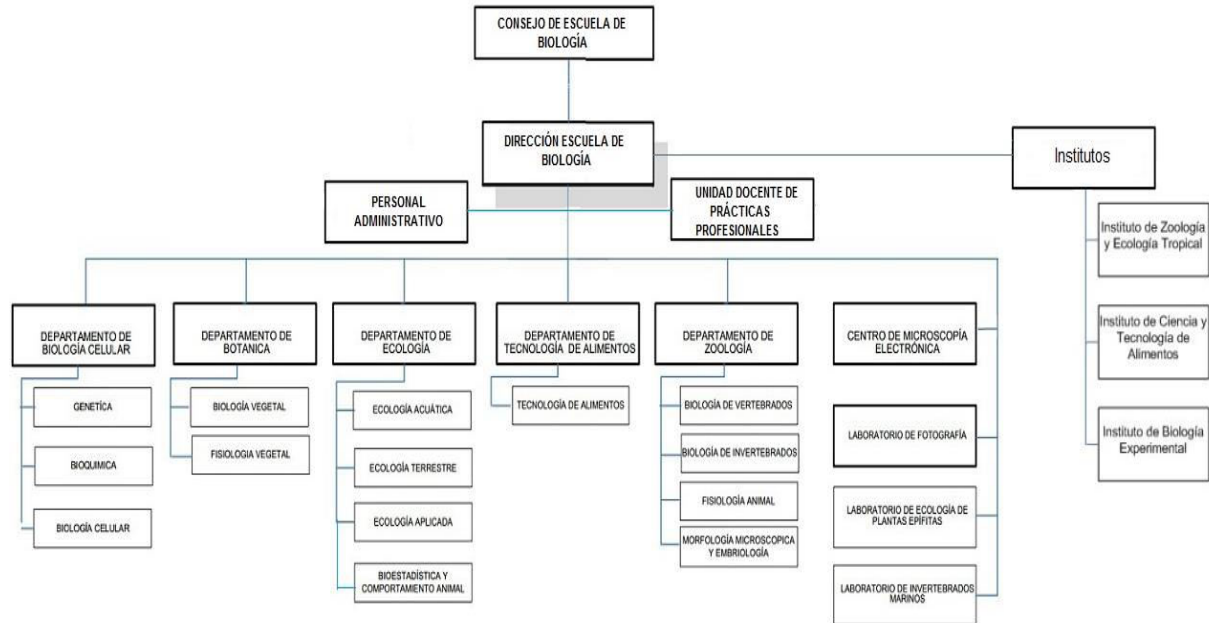 CONSEJO DE ESCUELA DE
BIOLOGÍA
DIRECCIÓN ESCUELA DE
BIOLOGÍA
Institutos
PERSONAL
ADMINISTRATIVO
UNIDAD DOCENTE DE
PRÁCTICAS
PROFESIONALES
Instituto de Zoología
y Ecología Tropical
Instituto de Ciencia y
Tecnología de
Alimentos
Instituto de Biología
Experimental
DEPARTAMENTO DE
BIOLOGÍA CELULAR
GENETÍCA
BIOQUIMICA
BIOLOGÍA CELULAR
DEPARTAMENTO DE
BOTANICA
BIOLOGÍA VEGETAL
FISIOLOGIA VEGETAL
DEPARTAMENTO DE
ECOLOGÍA
ECOLOGÍA ACUÁTICA
ECOLOGÍA TERRESTRE
ECOLOGÍA APLICADA
BIOESTADÍSTICA Y
COMPORTAMIENTO ANIMAL
DEPARTAMENTO DE
TECNOLOGÍA DE ALIMENTOS
TECNOLOGÍA DE ALIMENTOS
DEPARTAMENTO DE
ZOOLOGÍA
BIOLOGÍA DE VERTEBRADOS
BIOLOGÍA DE INVERTEBRADOS
FISIOLOGÍA ANIMAL
MORFOLOGÍA MICROSCOPICA
Y EMBRIOLOGÍA
CENTRO DE MICROSCOPÍA
ELECTRÓNICA
LABORATORIO DE FOTOGRAFÍA
LABORATORIO DE ECOLOGÍA DE
PLANTAS EPÍFITAS
LABORATORIO DE INVERTEBRADOS
MARINOS